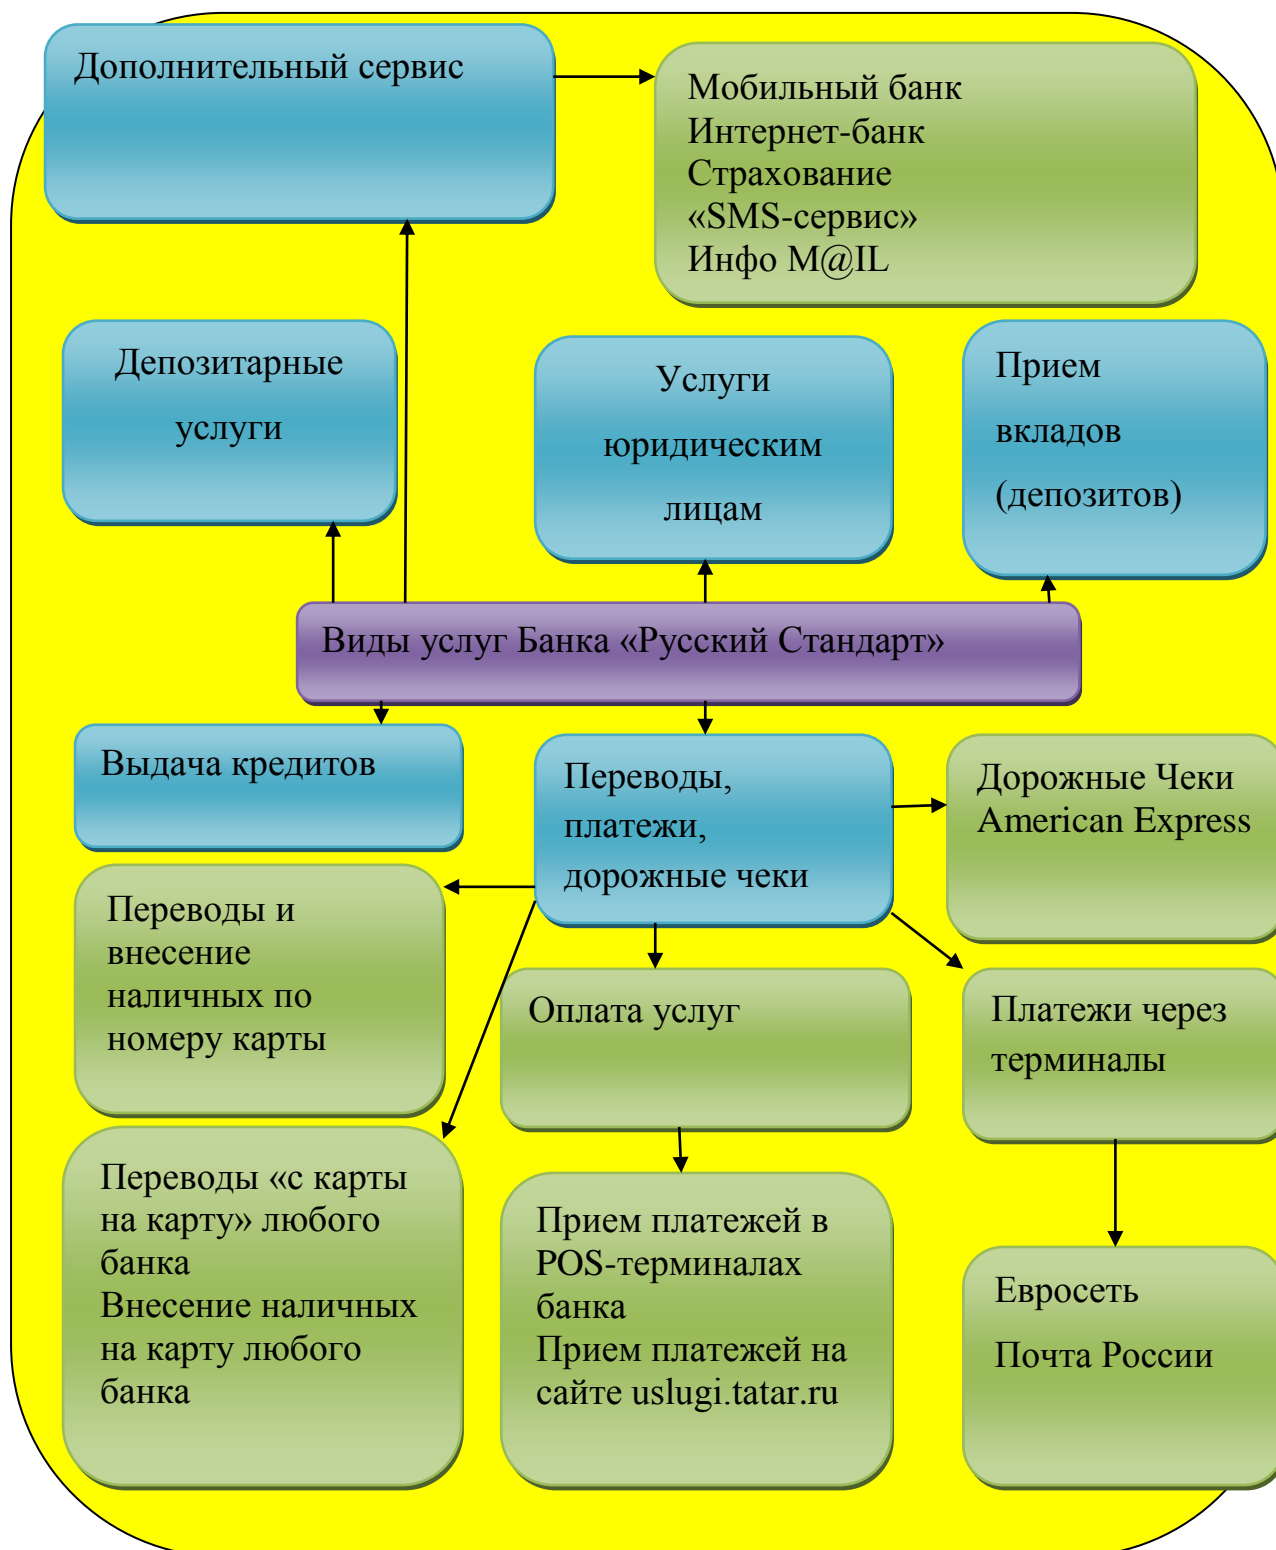 Дополнительный сервис
Мобильный банк
Интернет-банк
Страхование
«SMS-сервис»
Инфо M@IL
Депозитарные
услуги
Услуги
юридическим
лицам
Прием
вкладов
(депозитов)
Виды услуг Банка «Русский Стандарт»
Выдача кредитов
Переводы,
платежи,
дорожные чеки
Дорожные Чеки
American Express
Переводы и
внесение
наличных по
номеру карты
Оплата услуг
Платежи через
терминалы
Переводы «с карты
на карту» любого
банка
Внесение наличных
на карту любого
банка
Прием платежей в
POS-терминалах
банка
Прием платежей на
сайте uslugi.tatar.ru
Евросеть
Почта России